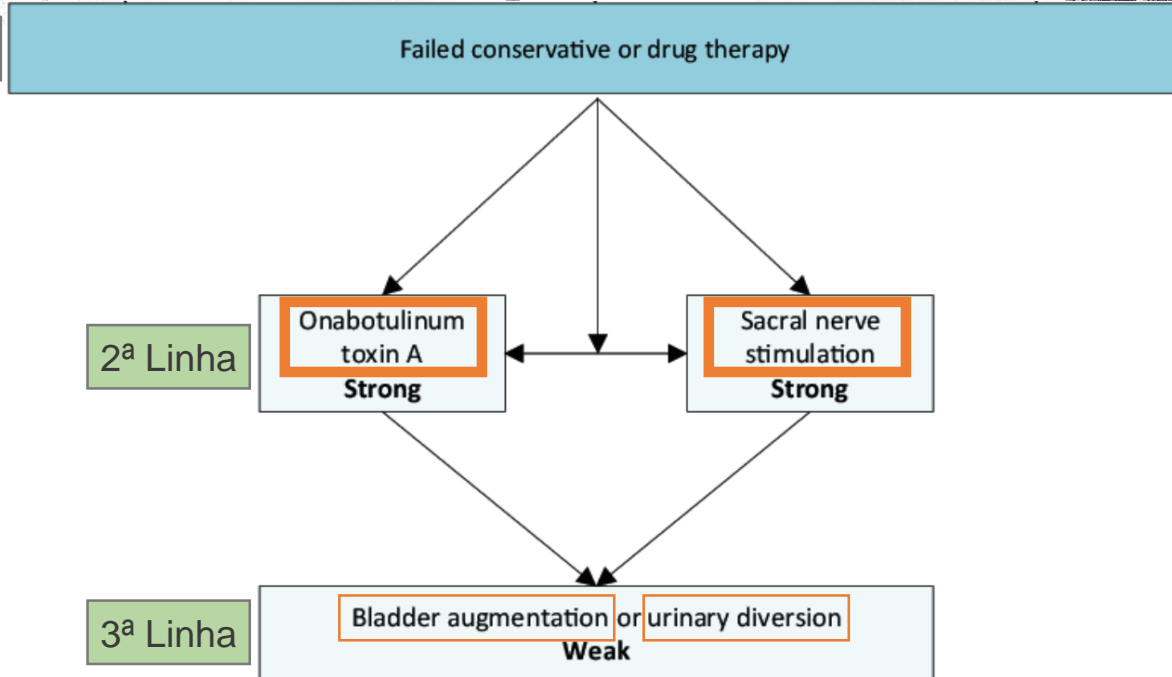 Failed conservative or drug therapy
2ª Linha
Onabotulinum
toxin A
Strong
Sacral nerve
stimulation
Strong
3ª Linha
Bladder augmentation or urinary diversion
Weak